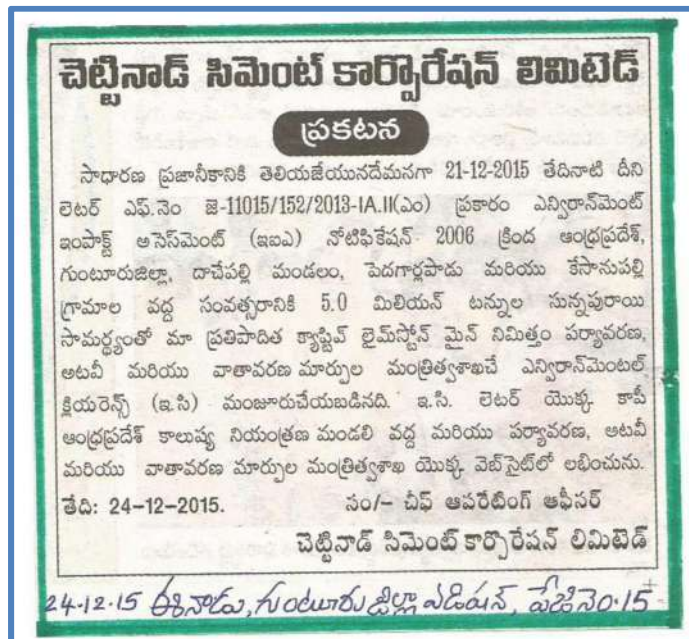 చెట్టినాడ్ సిమెంట్ కార్పొరేషన్ లిమిటెడ్
ప్రకటన
సాధారణ ప్రజానీకానికి తెలియజేయునదేమనగా 21-12-2015 తేదినాటి దీని
లెటర్ ఎఫ్.నెం జె-11015/152/2013-IA.II(ఎం) ప్రకారం ఎన్విరాన్‌మెంట్
ఇంపాక్ట్ అసెస్‌మెంట్ (ఇఐఎ) నోటిఫికేషన్ 2006 క్రింద ఆంధ్రప్రదేశ్,
గుంటూరుజిల్లా, దాచేపల్లి మండలం, పెదగార్లపాడు మరియు కేసానుపల్లి
గ్రామాల వద్ద సంవత్సరానికి 5.0 మిలియన్ టన్నుల సున్నపురాయి
సామర్థ్యంతో మా ప్రతిపాదిత క్యాప్టివ్ లైమ్‌స్టోన్ మైన్ నిమిత్తం పర్యావరణ,
అటవీ మరియు వాతావరణ మార్పుల మంత్రిత్వశాఖచే ఎన్విరాన్‌మెంటల్
క్లియరెన్స్ (ఇ.సి) మంజూరుచేయబడినది. ఇ.సి. లెటర్ యొక్క కాపీ
ఆంధ్రప్రదేశ్ కాలుష్య నియంత్రణ మండలి వద్ద మరియు పర్యావరణ, అటవీ
మరియు వాతావరణ మార్పుల మంత్రిత్వశాఖ యొక్క వెబ్‌సైట్‌లో లభించును.
తేది: 24-12-2015. సం/- చీఫ్ ఆపరేటింగ్ ఆఫీసర్
చెట్టినాడ్ సిమెంట్ కార్పొరేషన్ లిమిటెడ్
24.12.15 ఈనాడు, గుంటూరు జిల్లా ఎడిషన్, పేజినెం.15